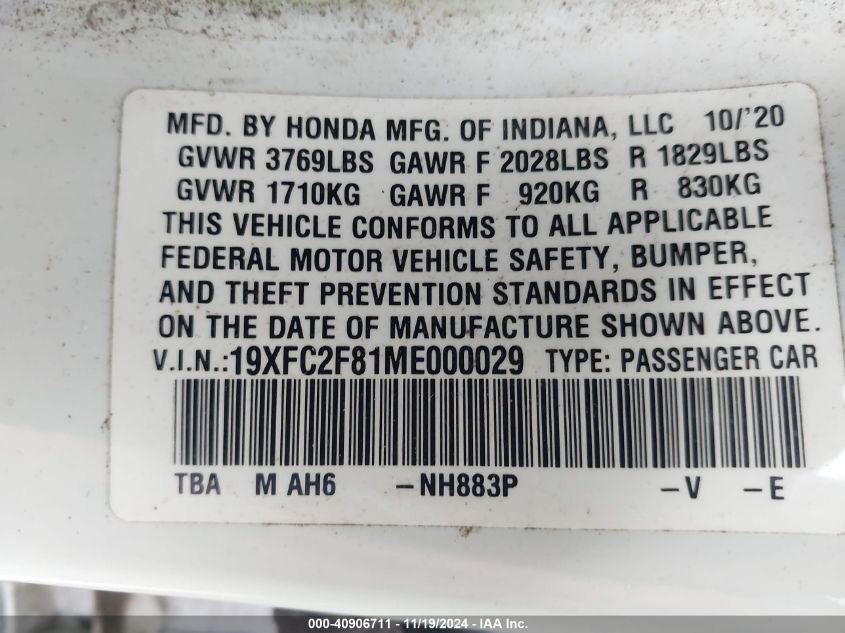 MFD. BY HONDA MFG. OF INDIANA, LLC 10/'20
GVWR 3769LBS GAWR F 2028LBS R 1829LBS
GVWR 1710KG GAWR F 920KG R 830KG
THIS VEHICLE CONFORMS TO ALL APPLICABLE
FEDERAL MOTOR VEHICLE SAFETY, BUMPER,
AND THEFT PREVENTION STANDARDS IN EFFECT
ON THE DATE OF MANUFACTURE SHOWN ABOVE.
V.I.N.:19XFC2F81ME000029 TYPE: PASSENGER CAR
TBA M AH6 -NH883P -V -E
000-40906711 - 11/19/2024 - IAA Inc.